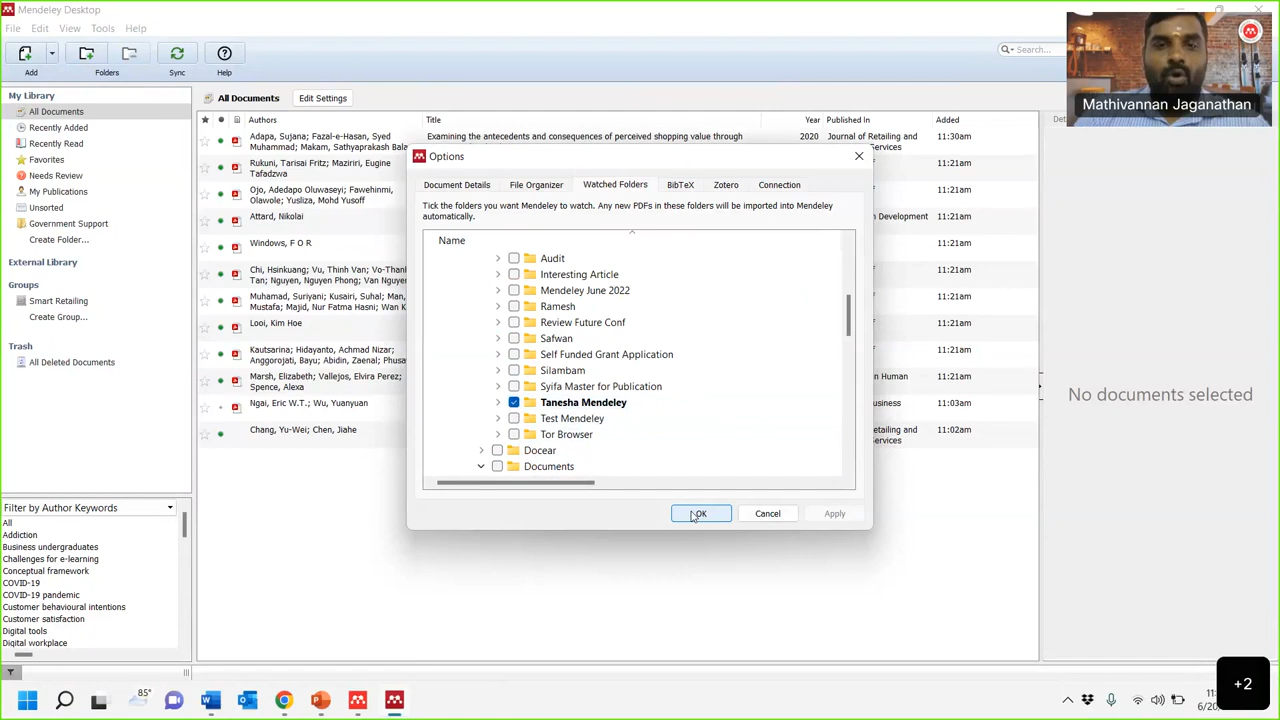 Mendeley Desktop
File Edit View Tools Help
Add
Folders
Sync
Help
Search...
Mathivannan Jaganathan
My Library
All Documents
Recently Added
Recently Read
Favorites
Needs Review
My Publications
Unsorted
Government Support
Create Folder...
External Library
Groups
Smart Retailing
Create Group...
Trash
All Deleted Documents
Filter by Author Keywords
All
Addiction
Business undergraduates
Challenges for e-learning
Conceptual framework
COVID-19
COVID-19 pandemic
Customer behavioural intentions
Customer satisfaction
Digital tools
Digital workplace
All Documents Edit Settings
Authors Title Year Published In Added
Adapa, Sujana; Fazal-e-Hasan, Syed Examining the antecedents and consequences of perceived shopping value through 2020 Journal of Retailing and 11:30am
Muhammad; Makam, Sathyaprakash Services
Rukuni, Tarisai Fritz; Maziriri, Eugine 11:21am
Tafadzwa
Ojo, Adedapo Oluwaseyi; Fawehinmi, 11:21am
Olawole; Yusliza, Mohd Yusoff
Attard, Nikolai Development 11:21am
Windows, F O R 11:21am
Chi, Hsinkuang; Vu, Thinh Van; Vo-Thanh 11:21am
Tan; Nguyen, Nguyen Phong; Van Nguyen
Muhamad, Suriyani; Kusairi, Suhal; Man, 11:21am
Mustafa; Majid, Nur Fatma Hasni; Wan K
Looi, Kim Hoe 11:21am
Kautsarina; Hidayanto, Achmad Nizar; 11:21am
Anggorojati, Bayu; Abidin, Zaenal; Phusa
Marsh, Elizabeth; Vallejos, Elvira Perez; Human 11:21am
Spence, Alexa
Ngai, Eric W.T.; Wu, Yuanyuan 11:03am
Chang, Yu-Wei; Chen, Jiahe etailing and 11:02am
Services
Options
Document Details File Organizer Watched Folders BibTeX Zotero Connection
Tick the folders you want Mendeley to watch. Any new PDFs in these folders will be imported into Mendeley
automatically.
Name
Audit
Interesting Article
Mendeley June 2022
Ramesh
Review Future Conf
Safwan
Self Funded Grant Application
Silambam
Syifa Master for Publication
Tanesha Mendeley
Test Mendeley
Tor Browser
Docear
Documents
OK Cancel Apply
No documents selected
85°
+2